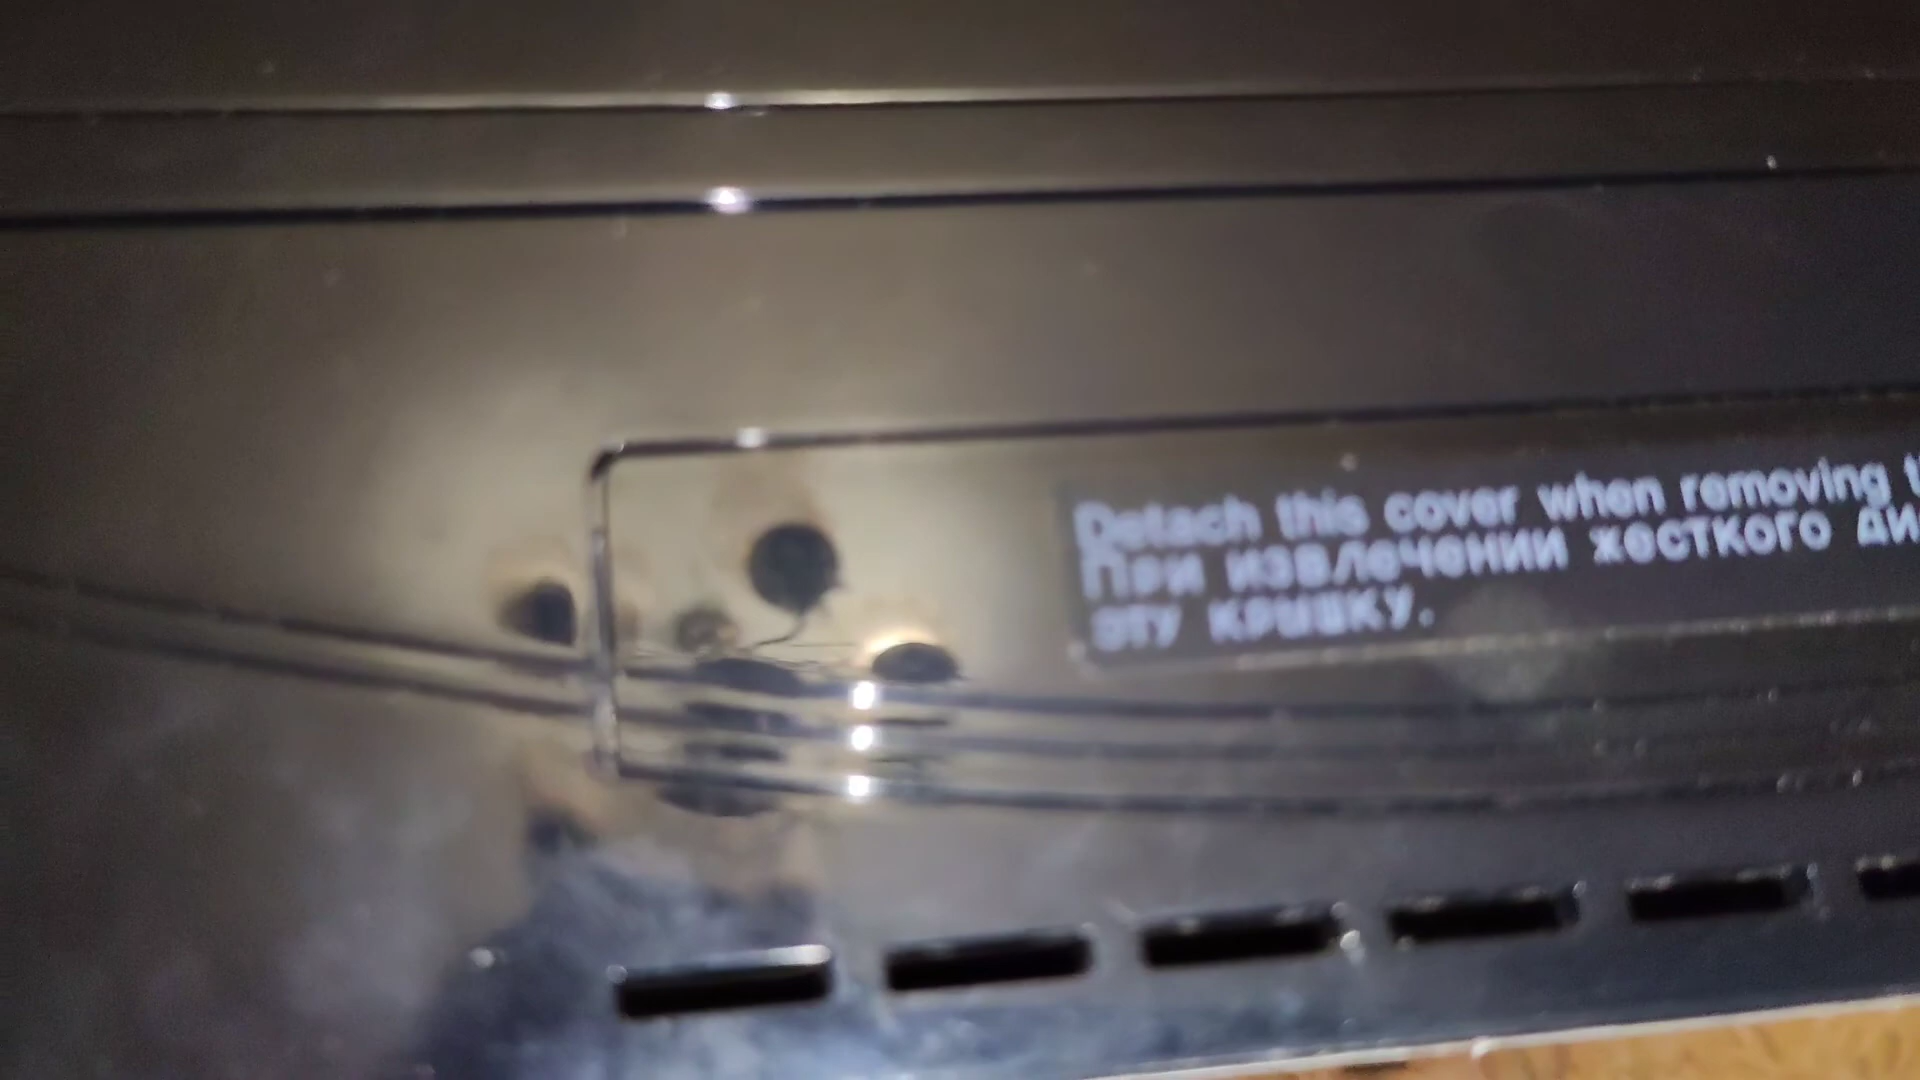 Detach this cover when removing
При извлечении жесткого
эту крышку.